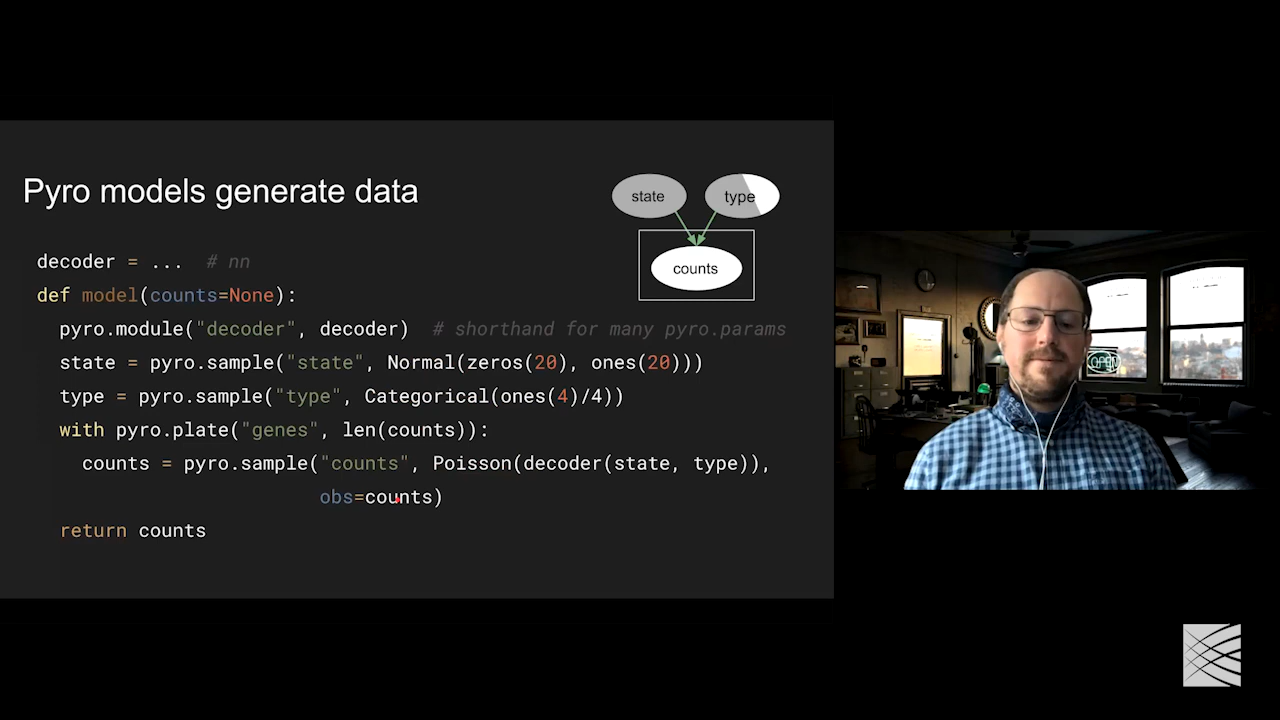 Pyro models generate data
state
type
counts
decoder = ... # nn
def model(counts=None):
pyro.module("decoder", decoder) # shorthand for many pyro.params
state = pyro.sample("state", Normal(zeros(20), ones(20)))
type = pyro.sample("type", Categorical(ones(4)/4))
with pyro.plate("genes", len(counts)):
counts = pyro.sample("counts", Poisson(decoder(state, type)),
obs=counts)
return counts
OPEN